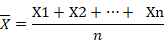 X̅ = X1 + X2 + ⋯ + Xn / n